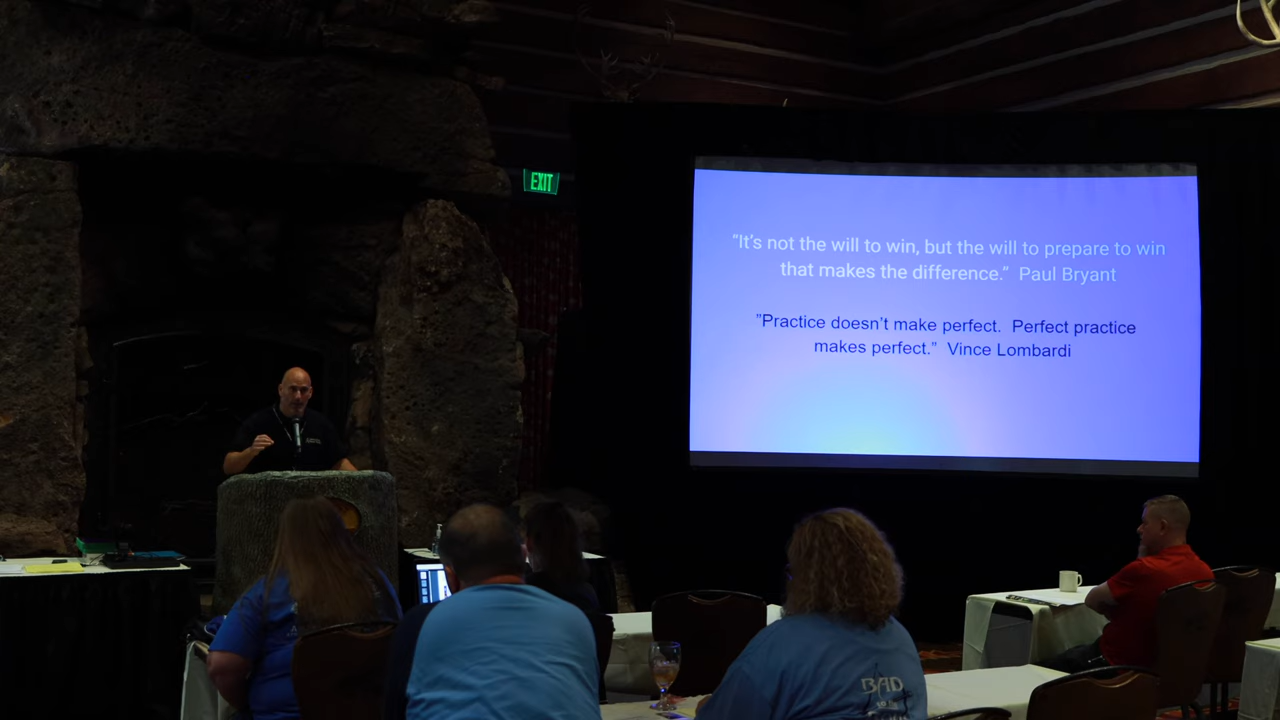 EXIT
“It’s not the will to win, but the will to prepare to win
that makes the difference.” Paul Bryant
”Practice doesn’t make perfect. Perfect practice
makes perfect.” Vince Lombardi
BAD